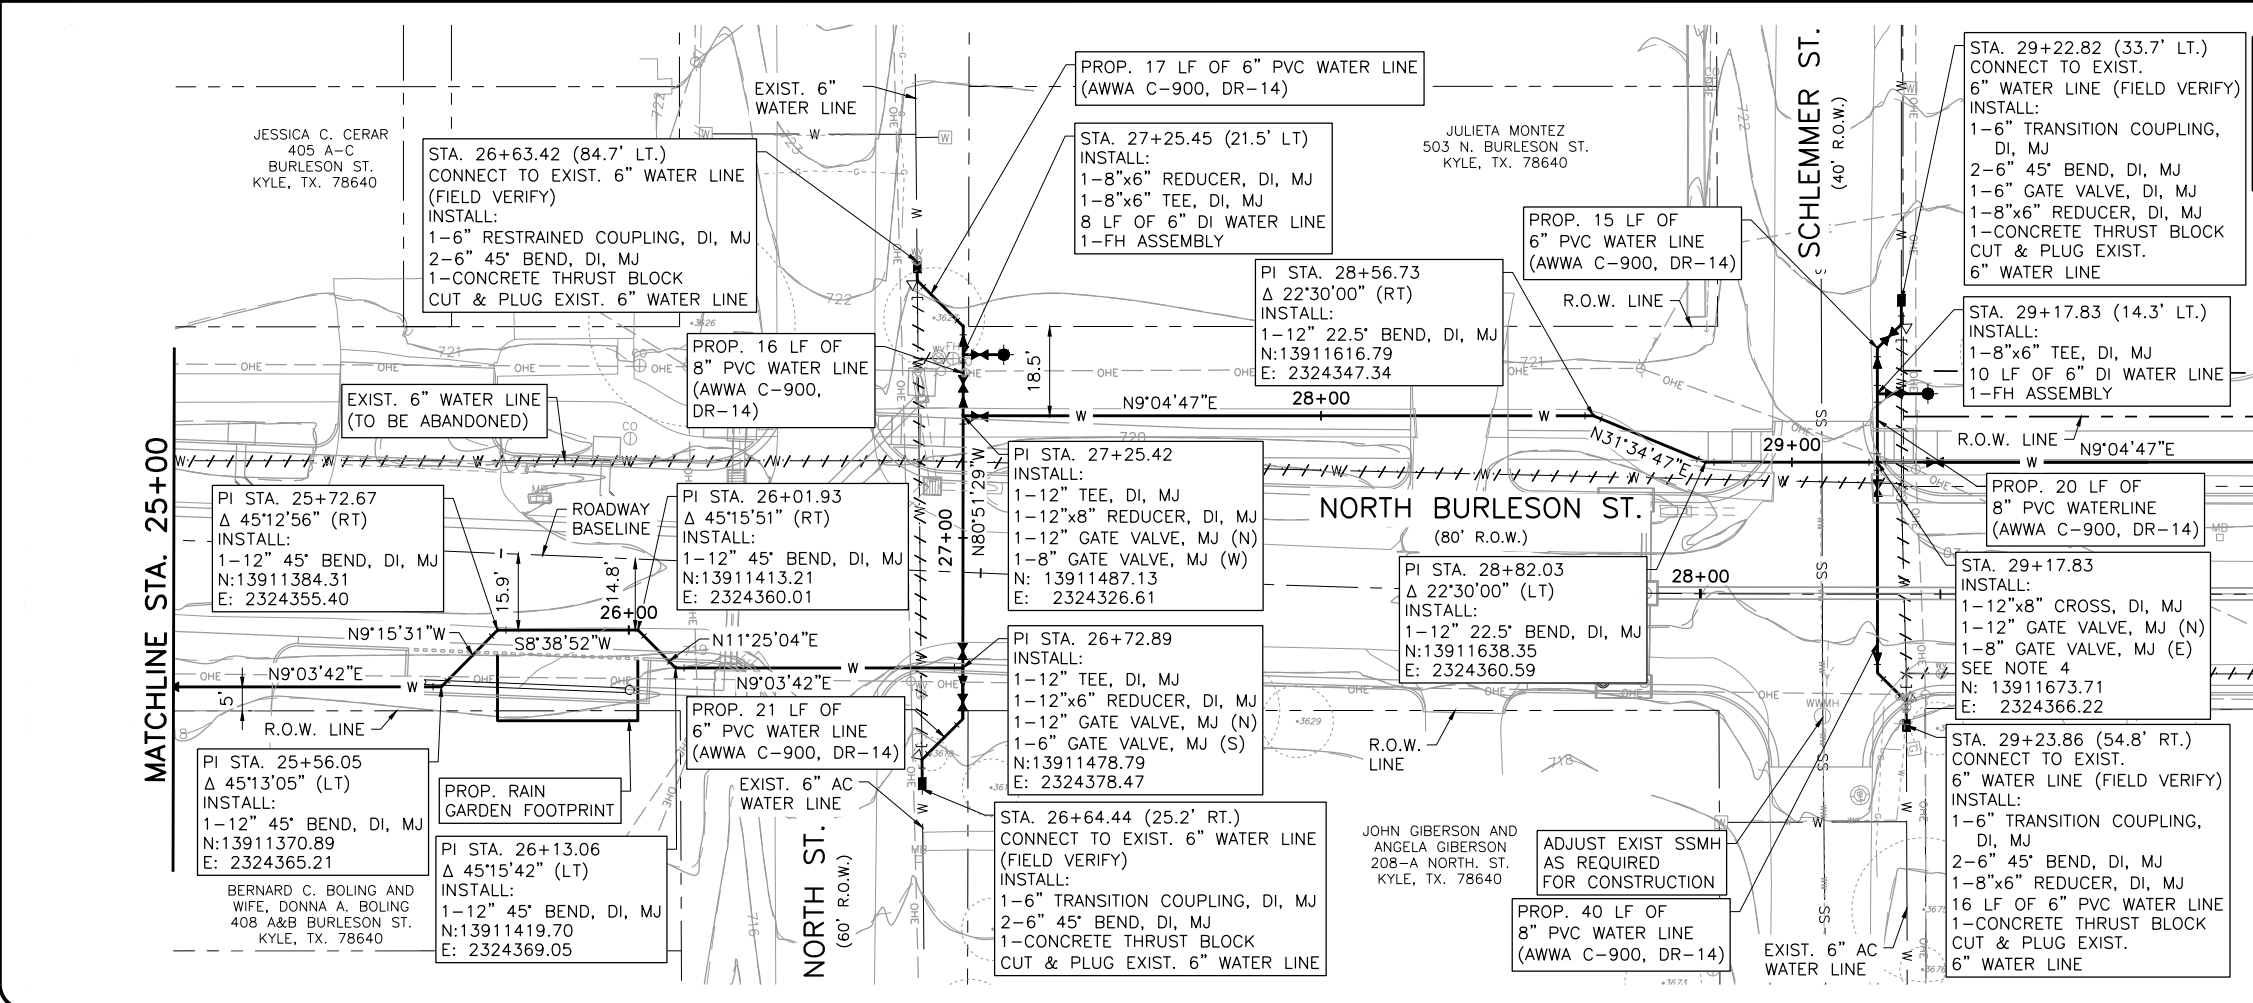 MATCHLINE STA. 25+00
JESSICA C. CERAR
405 A-C
BURLESON ST.
KYLE, TX. 78640
STA. 26+63.42 (84.7' LT.)
CONNECT TO EXIST. 6" WATER LINE
(FIELD VERIFY)
INSTALL:
1-6" RESTRAINED COUPLING, DI, MJ
2-6" 45° BEND, DI, MJ
1-CONCRETE THRUST BLOCK
CUT & PLUG EXIST. 6" WATER LINE
EXIST. 6"
WATER LINE
PROP. 17 LF OF 6" PVC WATER LINE
(AWWA C-900, DR-14)
STA. 27+25.45 (21.5' LT)
INSTALL:
1-8"x6" REDUCER, DI, MJ
1-8"x6" TEE, DI, MJ
8 LF OF 6" DI WATER LINE
1-FH ASSEMBLY
JULIETA MONTEZ
503 N. BURLESON ST.
KYLE, TX. 78640
PI STA. 28+56.73
Δ 22°30'00" (RT)
INSTALL:
1-12" 22.5° BEND, DI, MJ
N:13911616.79
E: 2324347.34
PROP. 15 LF OF
6" PVC WATER LINE
(AWWA C-900, DR-14)
R.O.W. LINE
SCHLEMMER ST.
(40' R.O.W.)
STA. 29+22.82 (33.7' LT.)
CONNECT TO EXIST.
6" WATER LINE (FIELD VERIFY)
INSTALL:
1-6" TRANSITION COUPLING,
DI, MJ
2-6" 45° BEND, DI, MJ
1-6" GATE VALVE, DI, MJ
1-8"x6" REDUCER, DI, MJ
1-CONCRETE THRUST BLOCK
CUT & PLUG EXIST.
6" WATER LINE
STA. 29+17.83 (14.3' LT.)
INSTALL:
1-8"x6" TEE, DI, MJ
10 LF OF 6" DI WATER LINE
1-FH ASSEMBLY
PROP. 16 LF OF
8" PVC WATER LINE
(AWWA C-900,
DR-14)
EXIST. 6" WATER LINE
(TO BE ABANDONED)
18.5'
N9°04'47"E
28+00
N31°34'47"E
29+00
R.O.W. LINE
N9°04'47"E
PI STA. 25+72.67
Δ 45°12'56" (RT)
INSTALL:
1-12" 45° BEND, DI, MJ
N:13911384.31
E: 2324355.40
ROADWAY
BASELINE
PI STA. 26+01.93
Δ 45°15'51" (RT)
INSTALL:
1-12" 45° BEND, DI, MJ
N:13911413.21
E: 2324360.01
27+00
N80°51'29"W
PI STA. 27+25.42
INSTALL:
1-12" TEE, DI, MJ
1-12"x8" REDUCER, DI, MJ
1-12" GATE VALVE, MJ (N)
1-8" GATE VALVE, MJ (W)
N: 13911487.13
E: 2324326.61
NORTH BURLESON ST.
(80' R.O.W.)
PROP. 20 LF OF
8" PVC WATERLINE
(AWWA C-900, DR-14)
PI STA. 28+82.03
Δ 22°30'00" (LT)
INSTALL:
1-12" 22.5° BEND, DI, MJ
N:13911638.35
E: 2324360.59
28+00
STA. 29+17.83
INSTALL:
1-12"x8" CROSS, DI, MJ
1-12" GATE VALVE, MJ (N)
1-8" GATE VALVE, MJ (E)
SEE NOTE 4
N: 13911673.71
E: 2324366.22
15.9'
14.8'
26+00
N9°15'31"W
S8°38'52"W
N11°25'04"E
N9°03'42"E
N9°03'42"E
5'
R.O.W. LINE
PI STA. 26+72.89
INSTALL:
1-12" TEE, DI, MJ
1-12"x6" REDUCER, DI, MJ
1-12" GATE VALVE, MJ (N)
1-6" GATE VALVE, MJ (S)
N:13911478.79
E: 2324378.47
PROP. 21 LF OF
6" PVC WATER LINE
(AWWA C-900, DR-14)
EXIST. 6" AC
WATER LINE
R.O.W.
LINE
PI STA. 25+56.05
Δ 45°13'05" (LT)
INSTALL:
1-12" 45° BEND, DI, MJ
N:13911370.89
E: 2324365.21
PROP. RAIN
GARDEN FOOTPRINT
PI STA. 26+13.06
Δ 45°15'42" (LT)
INSTALL:
1-12" 45° BEND, DI, MJ
N:13911419.70
E: 2324369.05
BERNARD C. BOLING AND
WIFE, DONNA A. BOLING
408 A&B BURLESON ST.
KYLE, TX. 78640
NORTH ST.
(60' R.O.W.)
STA. 26+64.44 (25.2' RT.)
CONNECT TO EXIST. 6" WATER LINE
(FIELD VERIFY)
INSTALL:
1-6" TRANSITION COUPLING, DI, MJ
2-6" 45° BEND, DI, MJ
1-CONCRETE THRUST BLOCK
CUT & PLUG EXIST. 6" WATER LINE
JOHN GIBERSON AND
ANGELA GIBERSON
208-A NORTH. ST.
KYLE, TX. 78640
ADJUST EXIST SSMH
AS REQUIRED
FOR CONSTRUCTION
PROP. 40 LF OF
8" PVC WATER LINE
(AWWA C-900, DR-14)
EXIST. 6" AC
WATER LINE
STA. 29+23.86 (54.8' RT.)
CONNECT TO EXIST.
6" WATER LINE (FIELD VERIFY)
INSTALL:
1-6" TRANSITION COUPLING,
DI, MJ
2-6" 45° BEND, DI, MJ
1-8"x6" REDUCER, DI, MJ
16 LF OF 6" PVC WATER LINE
1-CONCRETE THRUST BLOCK
CUT & PLUG EXIST.
6" WATER LINE
722
723
722
722
721
721
720
718
716
3626
3629
WWMH